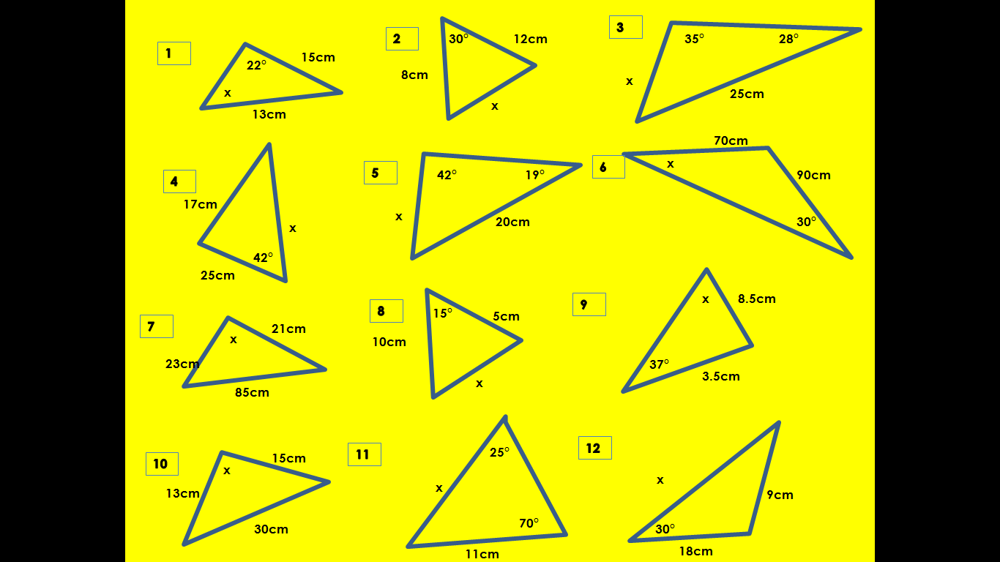 1
22°
15cm
x
13cm
2
30°
12cm
8cm
x
3
35°
28°
x
25cm
4
17cm
x
42°
25cm
5
42°
19°
x
20cm
6
70cm
x
90cm
30°
7
x
21cm
23cm
85cm
8
15°
5cm
10cm
x
9
x
8.5cm
37°
3.5cm
10
x
15cm
13cm
30cm
11
25°
x
70°
11cm
12
x
9cm
30°
18cm